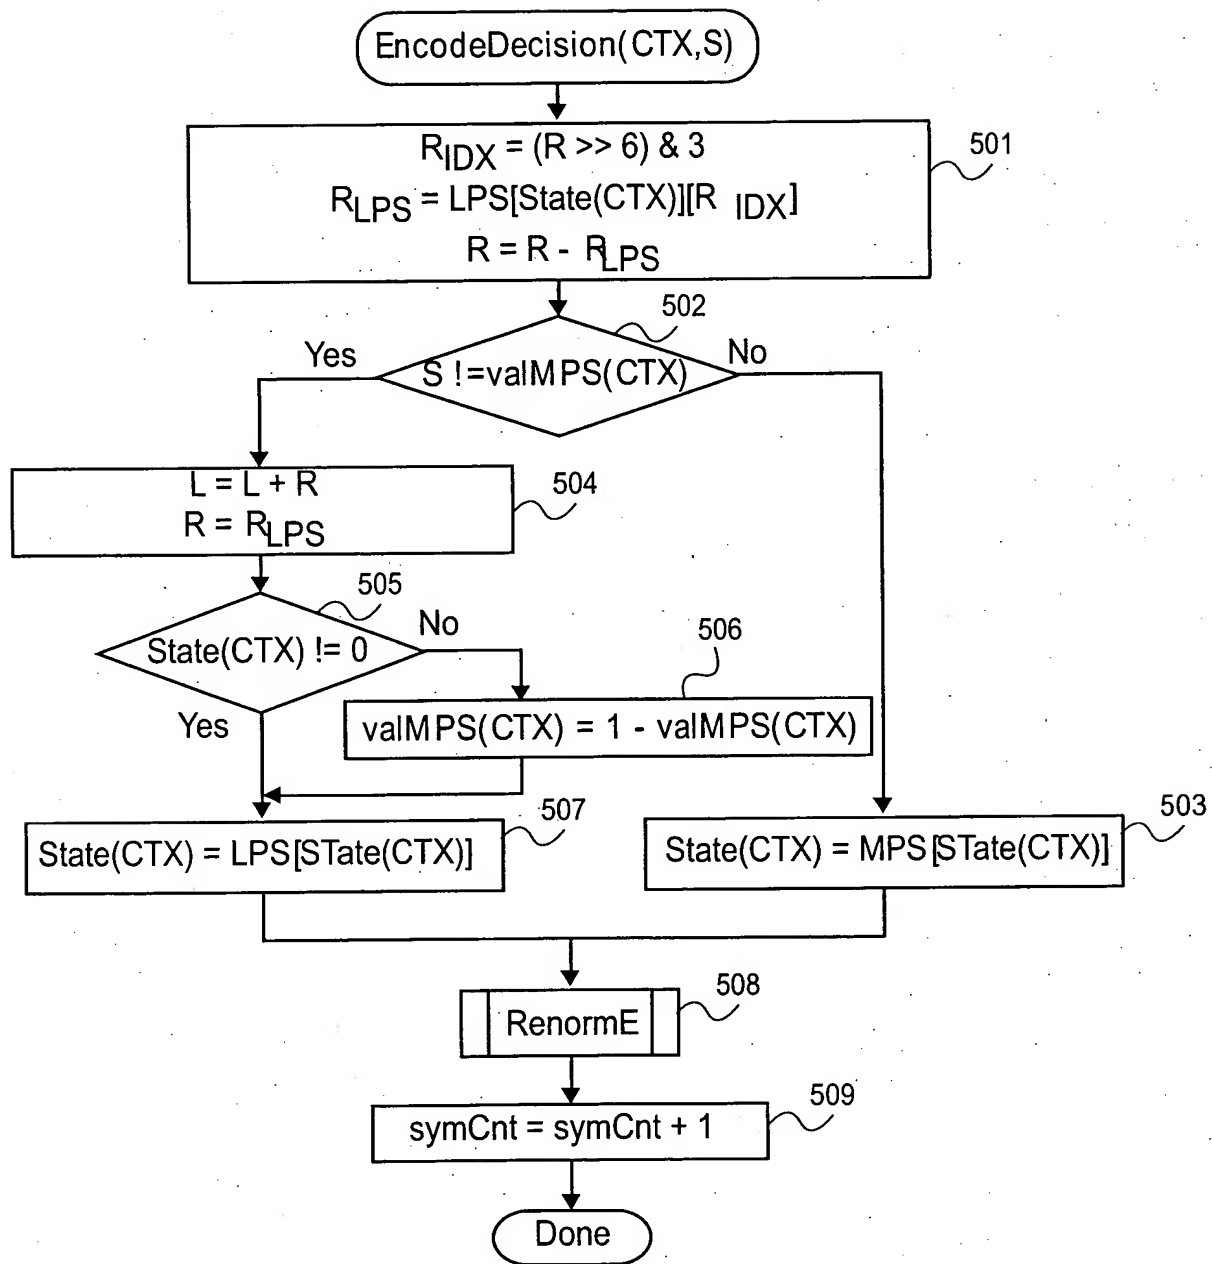 EncodeDecision(CTX,S)
RIDX = (R >> 6) & 3
RLPS = LPS[State(CTX)][R IDX]
R = R - RLPS
501
502
Yes
S !=valMPS(CTX)
No
L = L + R
R = RLPS
504
505
State(CTX) != 0
No
Yes
506
valMPS(CTX) = 1 - valMPS(CTX)
507
State(CTX) = LPS[STate(CTX)]
503
State(CTX) = MPS[STate(CTX)]
RenormE
508
symCnt = symCnt + 1
509
Done